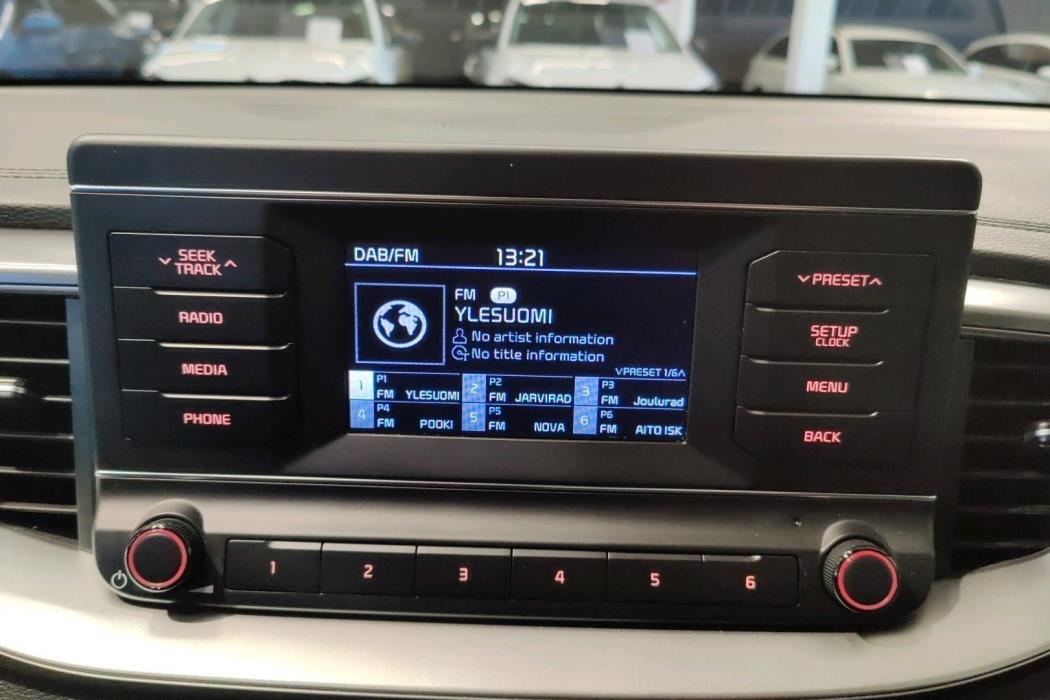 SEEK
TRACK
RADIO
MEDIA
PHONE
DAB/FM 13:21
FM P1
YLESUOMI
No artist information
No title information
PRESET 1/6
1 P1 FM YLESUOMI
2 P2 FM JARVIRAD
3 P3 FM Joulurad
4 P4 FM POOKI
5 P5 FM NOVA
6 P6 FM AITO ISK
PRESET
SETUP
CLOCK
MENU
BACK
1 2 3 4 5 6